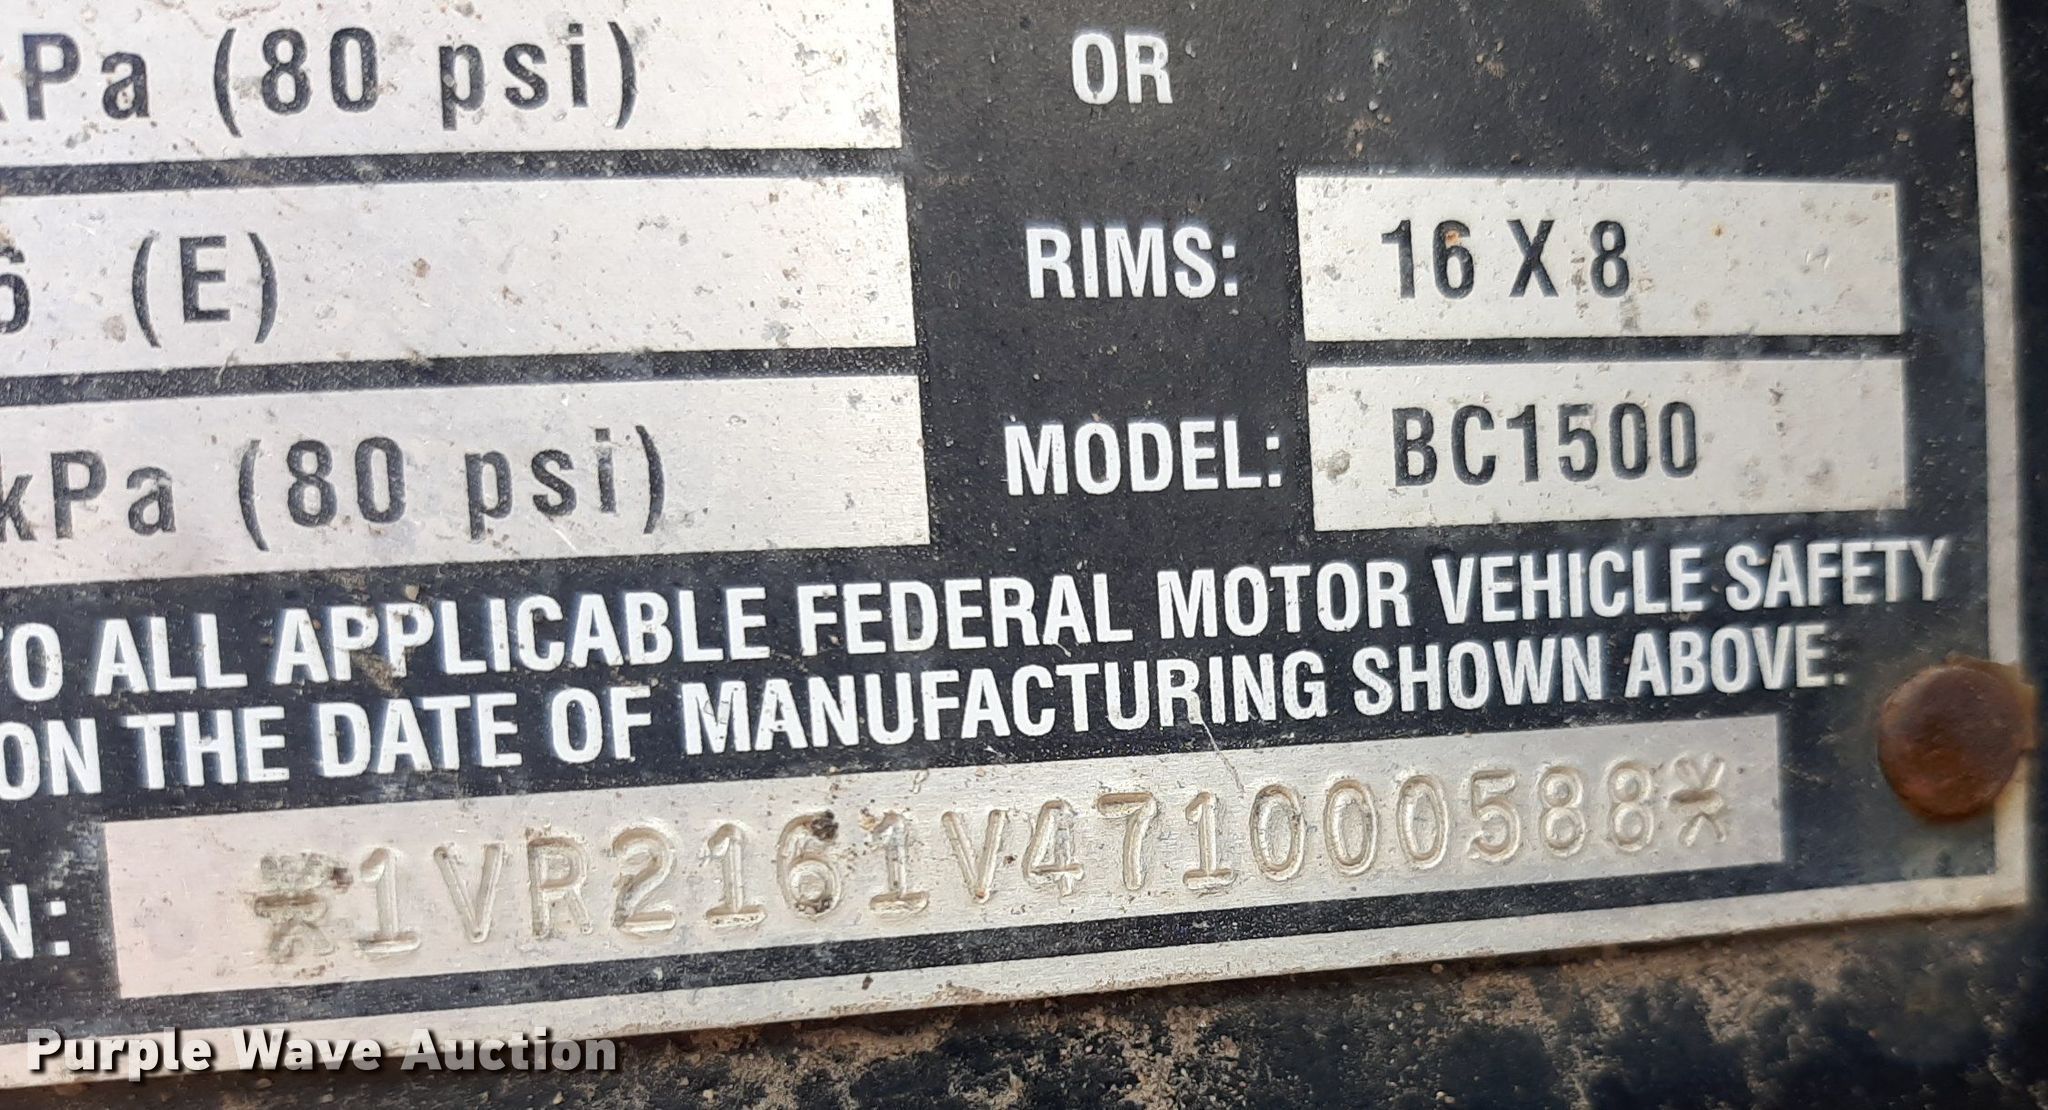 kPa (80 psi)
OR
6 (E)
RIMS: 16 X 8
kPa (80 psi)
MODEL: BC1500
TO ALL APPLICABLE FEDERAL MOTOR VEHICLE SAFETY
ON THE DATE OF MANUFACTURING SHOWN ABOVE.
N: *1VR2161V471000588*
Purple Wave Auction